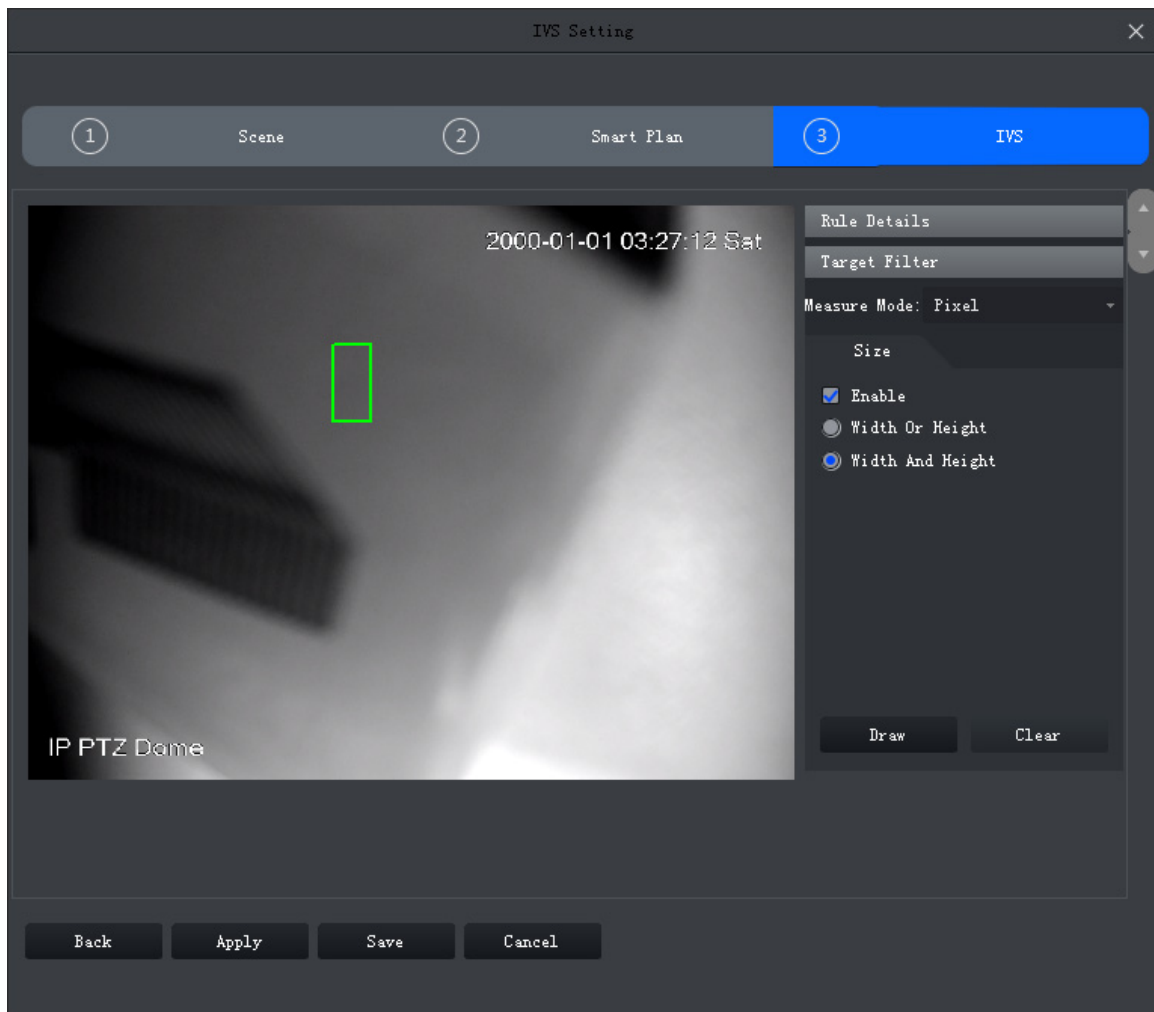 IVS Setting
1 Scene 2 Smart Plan 3 IVS
2000-01-01 03:27:12 Sat
IP PTZ Dome
Rule Details
Target Filter
Measure Mode: Pixel
Size
Enable
Width Or Height
Width And Height
Draw Clear
Back Apply Save Cancel